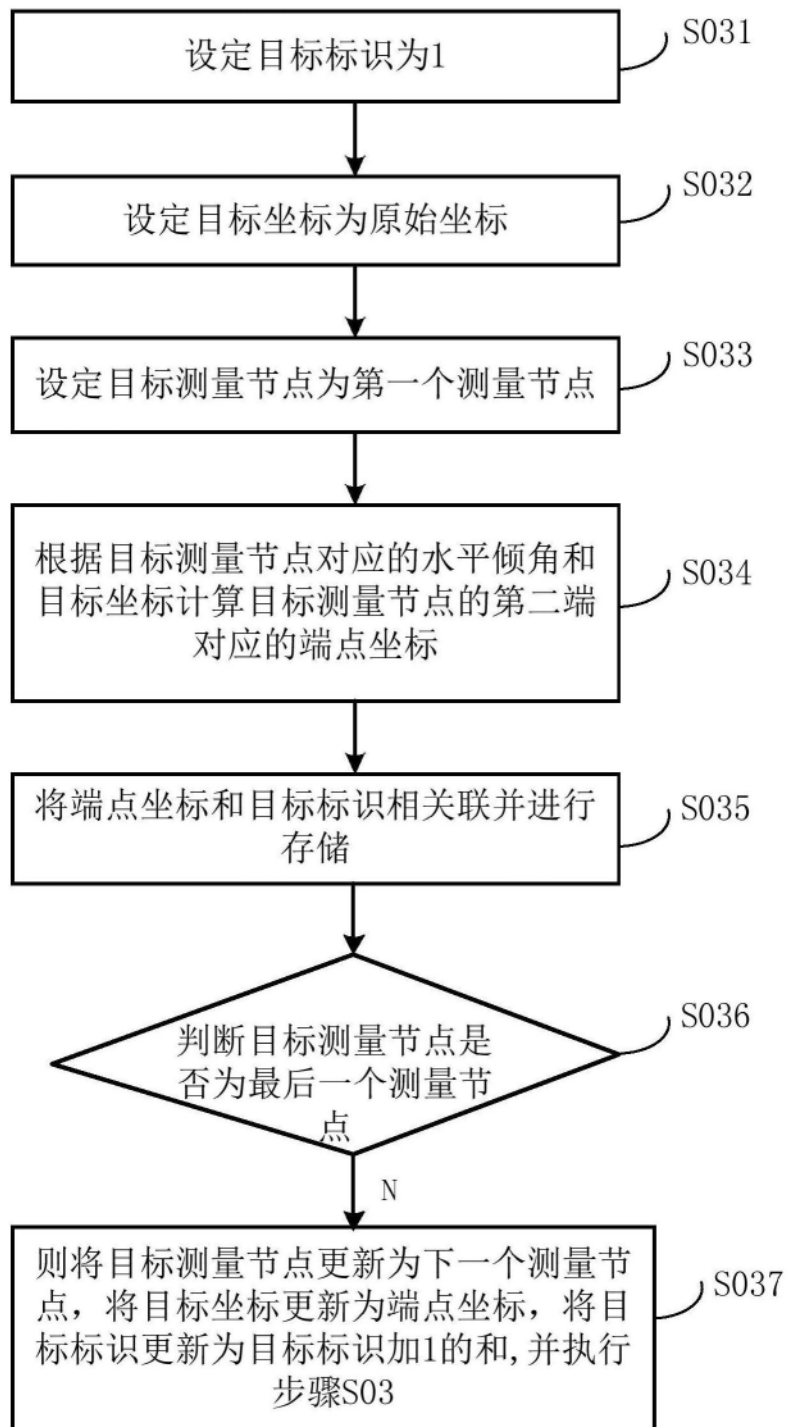 设定目标标识为1
S031
设定目标坐标为原始坐标
S032
设定目标测量节点为第一个测量节点
S033
根据目标测量节点对应的水平倾角和
目标坐标计算目标测量节点的第二端
对应的端点坐标
S034
将端点坐标和目标标识相关联并进行
存储
S035
判断目标测量节点是
否为最后一个测量节
点
S036
N
则将目标测量节点更新为下一个测量节
点，将目标坐标更新为端点坐标，将目
标标识更新为目标标识加1的和,并执行
步骤S03
S037